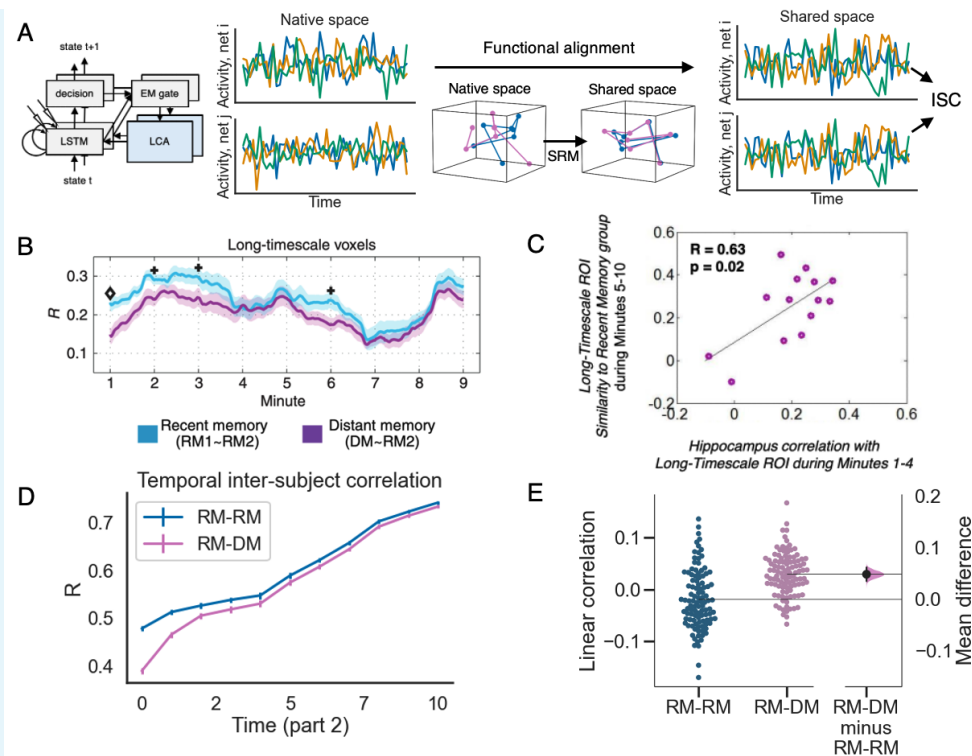 A
state t+1
decision
EM gate
LSTM
LCA
state t
Native space
Activity, net i
Activity, net j
Time
Functional alignment
Native space
Shared space
SRM
Shared space
Activity, net i
Activity, net j
Time
ISC
B
Long-timescale voxels
R
0.3
0.2
0.1
1 2 3 4 5 6 7 8 9
Minute
Recent memory
(RM1~RM2)
Distant memory
(DM~RM2)
C
R = 0.63
p = 0.02
Long-Timescale ROI
Similarity to Recent Memory group
during Minutes 5-10
0.6
0.4
0.2
0
-0.2
-0.2 0 0.2 0.4 0.6
Hippocampus correlation with
Long-Timescale ROI during Minutes 1-4
D
Temporal inter-subject correlation
RM-RM
RM-DM
R
0.7
0.6
0.5
0.4
0 2 5 7 10
Time (part 2)
E
Linear correlation
0.1
0.0
−0.1
0.2
0.1
0.0
−0.1
Mean difference
RM-RM
RM-DM
RM-DM
minus
RM-RM